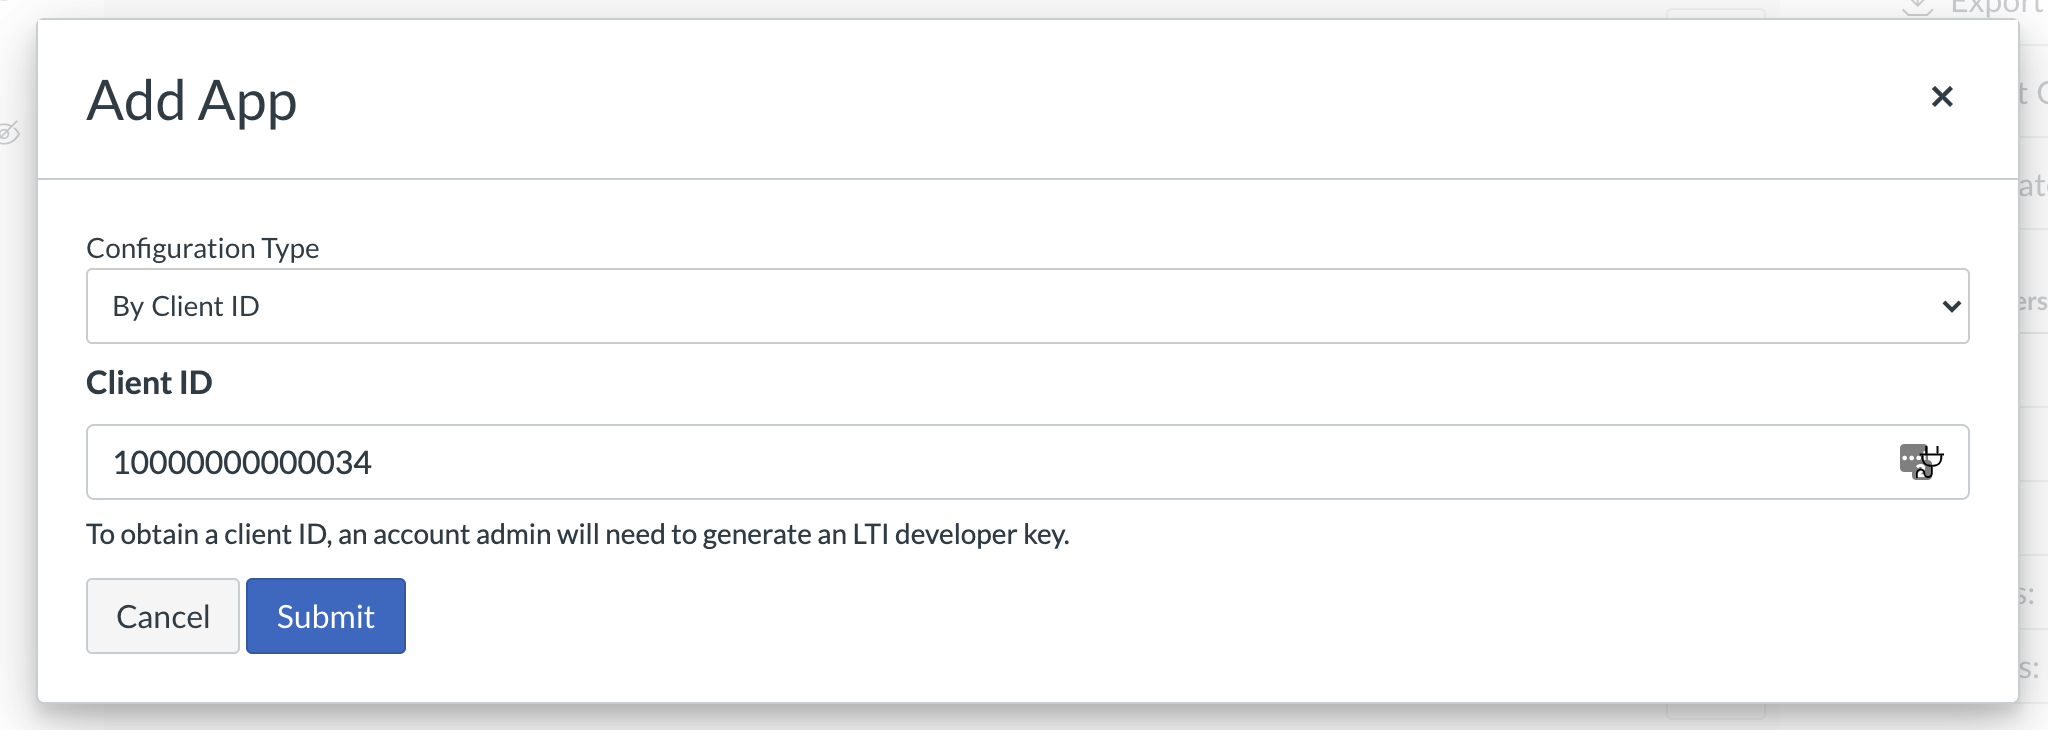 Export
Add App
Configuration Type
By Client ID
Client ID
10000000000034
To obtain a client ID, an account admin will need to generate an LTI developer key.
Cancel Submit